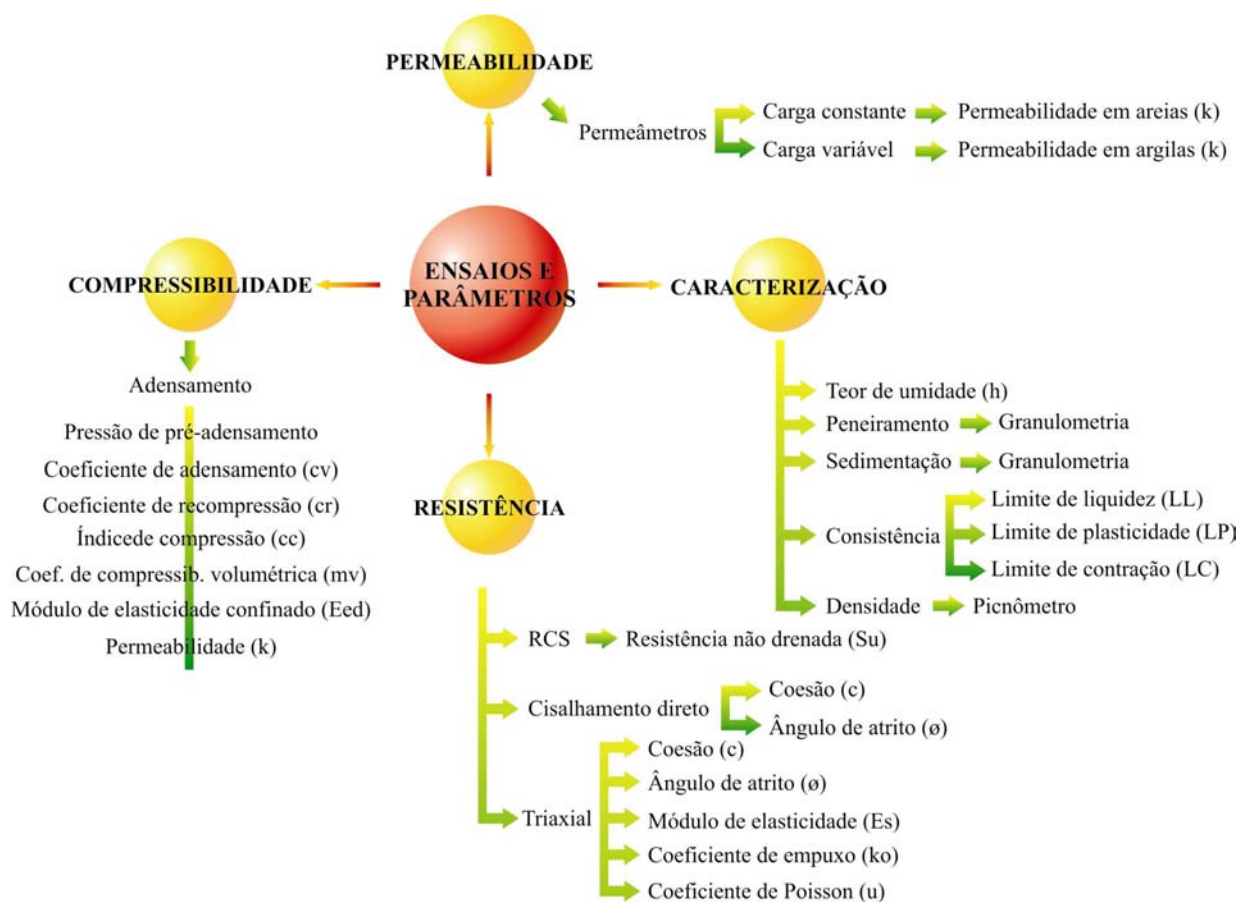 PERMEABILIDADE
Permeâmetros
Carga constante
Permeabilidade em areias (k)
Carga variável
Permeabilidade em argilas (k)
ENSAIOS E
PARÂMETROS
COMPRESSIBILIDADE
Adensamento
Pressão de pré-adensamento
Coeficiente de adensamento (cv)
Coeficiente de recompressão (cr)
Índicede compressão (cc)
Coef. de compressib. volumétrica (mv)
Módulo de elasticidade confinado (Eed)
Permeabilidade (k)
CARACTERIZAÇÃO
Teor de umidade (h)
Peneiramento
Granulometria
Sedimentação
Granulometria
Consistência
Limite de liquidez (LL)
Limite de plasticidade (LP)
Limite de contração (LC)
Densidade
Picnômetro
RESISTÊNCIA
RCS
Resistência não drenada (Su)
Cisalhamento direto
Coesão (c)
Ângulo de atrito (ø)
Triaxial
Coesão (c)
Ângulo de atrito (ø)
Módulo de elasticidade (Es)
Coeficiente de empuxo (ko)
Coeficiente de Poisson (u)